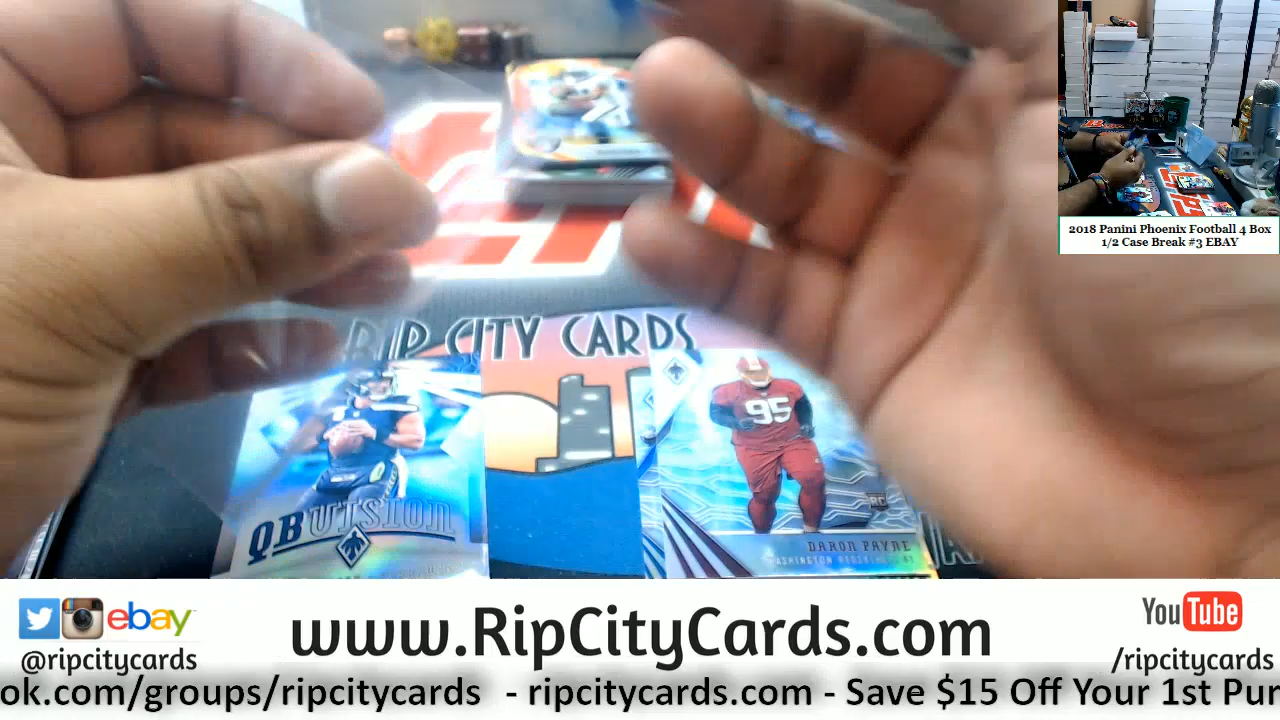 2018 Panini Phoenix Football 4 Box
1/2 Case Break #3 EBAY
RIP CITY CARDS
95
QBVISION
RC
DARON PAYNE
WASHINGTON REDSKINS
ebay
@ripcitycards
www.RipCityCards.com
YouTube
/ripcitycards
ok.com/groups/ripcitycards - ripcitycards.com - Save $15 Off Your 1st Pur